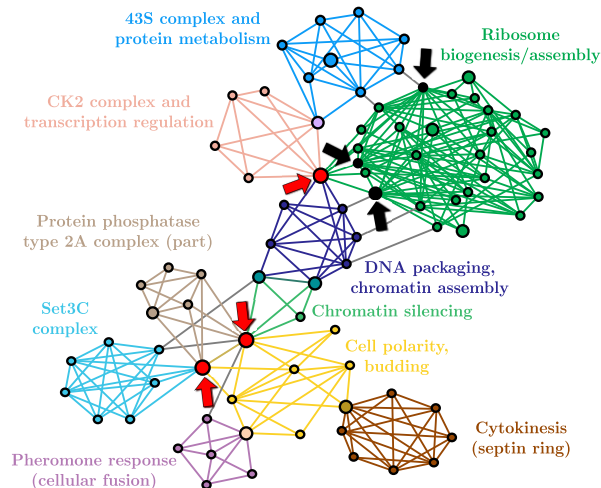 43S complex and
protein metabolism
Ribosome
biogenesis/assembly
CK2 complex and
transcription regulation
Protein phosphatase
type 2A complex (part)
DNA packaging,
chromatin assembly
Set3C
complex
Chromatin silencing
Cell polarity,
budding
Cytokinesis
(septin ring)
Pheromone response
(cellular fusion)